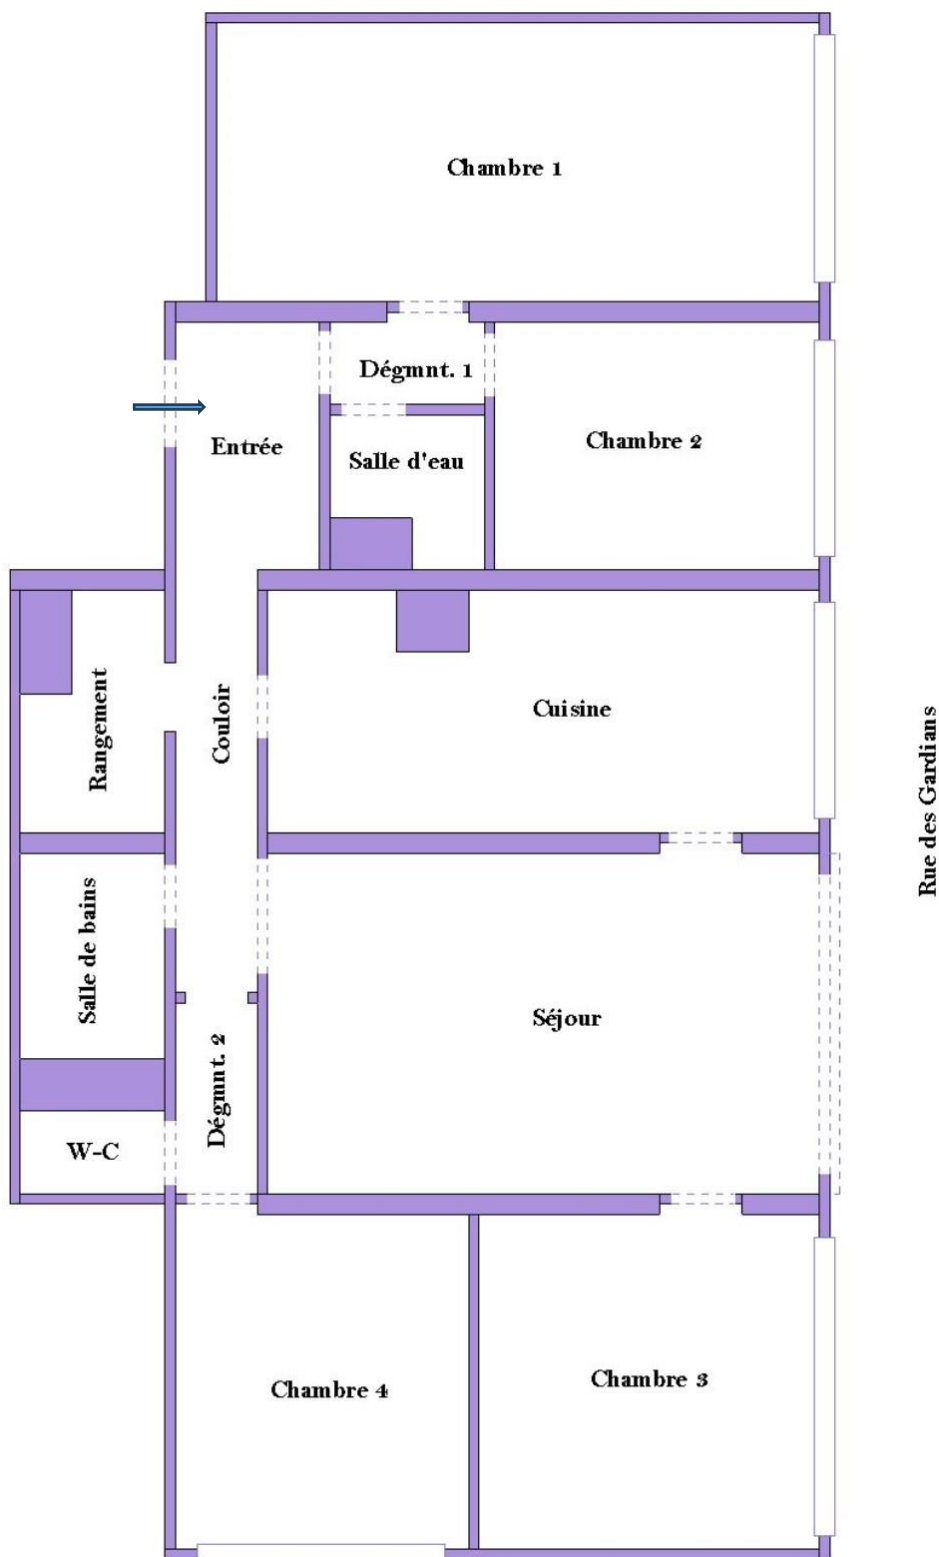 Chambre 1
Dégmnt. 1
Entrée
Chambre 2
Salle d'eau
Rangement
Couloir
Cuisine
Rue des Gardians
Salle de bains
Séjour
Dégmnt. 2
W-C
Chambre 4
Chambre 3